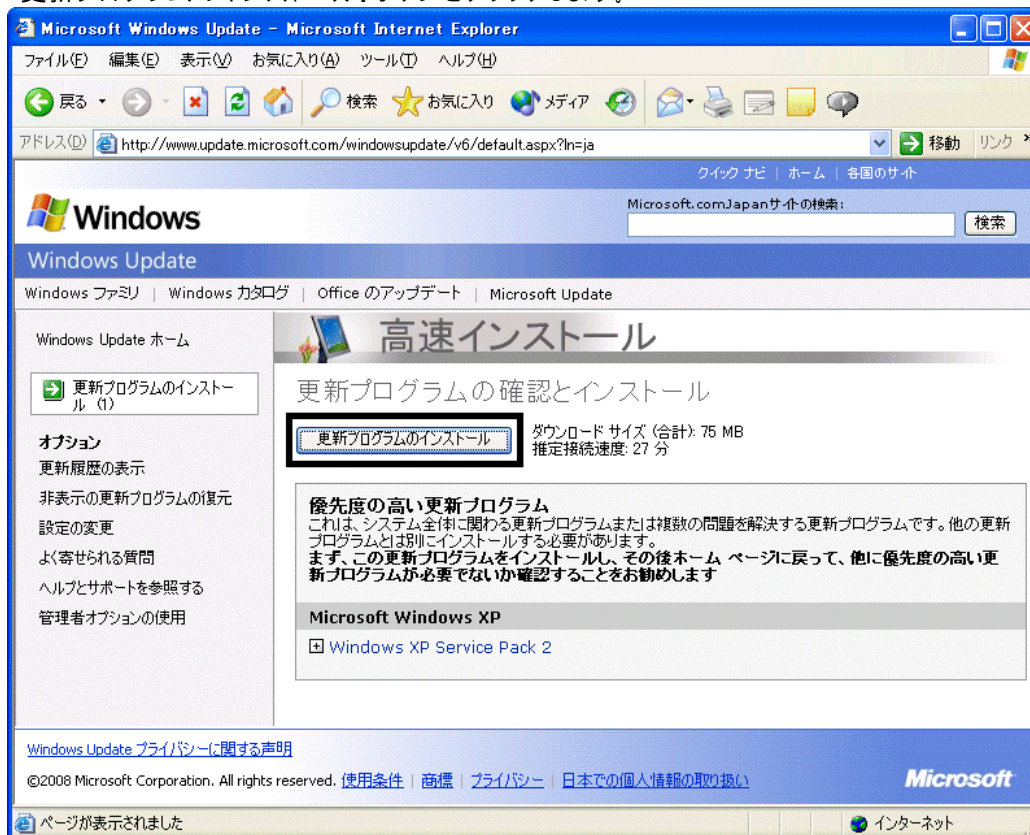 Microsoft Windows Update - Microsoft Internet Explorer
ファイル(F) 編集(E) 表示(V) お気に入り(A) ツール(T) ヘルプ(H)
戻る 検索 お気に入り メディア
アドレス(D) http://www.update.microsoft.com/windowsupdate/v6/default.aspx?ln=ja 移動 リンク »
クイック ナビ | ホーム | 各国のサイト
Windows
Microsoft.comJapanサイトの検索:
検索
Windows Update
Windows ファミリ | Windows カタログ | Office のアップデート | Microsoft Update
Windows Update ホーム
更新プログラムのインストー
ル (1)
オプション
更新履歴の表示
非表示の更新プログラムの復元
設定の変更
よく寄せられる質問
ヘルプとサポートを参照する
管理者オプションの使用
高速インストール
更新プログラムの確認とインストール
更新プログラムのインストール
ダウンロード サイズ (合計): 75 MB
推定接続速度: 27 分
優先度の高い更新プログラム
これは、システム全体に関わる更新プログラムまたは複数の問題を解決する更新プログラムです。他の更新
プログラムとは別にインストールする必要があります。
まず、この更新プログラムをインストールし、その後ホーム ページに戻って、他に優先度の高い更
新プログラムが必要でないか確認することをお勧めします
Microsoft Windows XP
Windows XP Service Pack 2
Windows Update プライバシーに関する声明
©2008 Microsoft Corporation. All rights reserved. 使用条件 | 商標 | プライバシー | 日本での個人情報の取り扱い
Microsoft
ページが表示されました インターネット